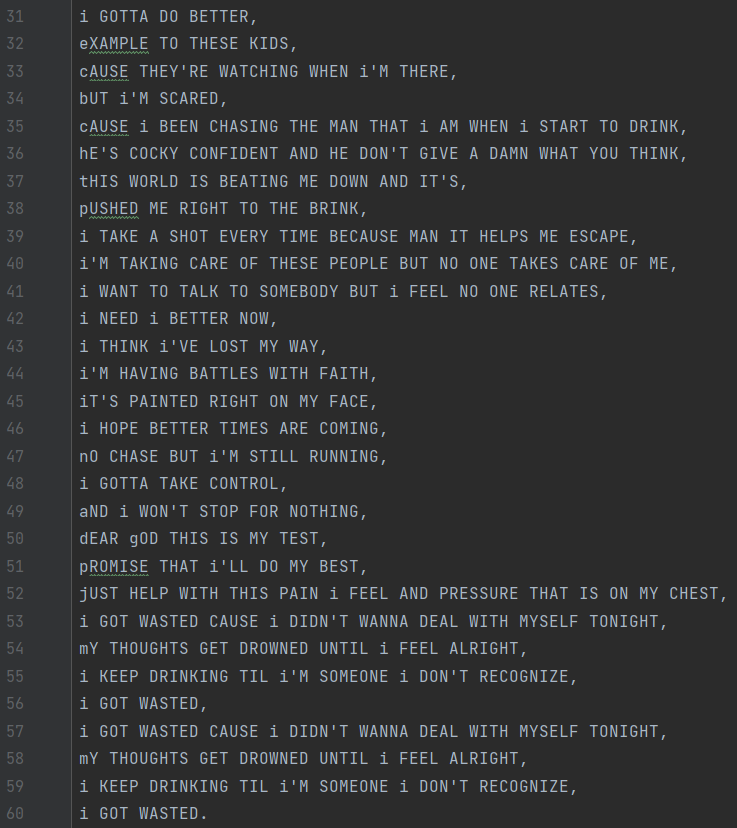 31 i GOTTA DO BETTER,
32 eXAMPLE TO THESE KIDS,
33 cAUSE THEY'RE WATCHING WHEN i'M THERE,
34 bUT i'M SCARED,
35 cAUSE i BEEN CHASING THE MAN THAT i AM WHEN i START TO DRINK,
36 hE'S COCKY CONFIDENT AND HE DON'T GIVE A DAMN WHAT YOU THINK,
37 tHIS WORLD IS BEATING ME DOWN AND IT'S,
38 pUSHED ME RIGHT TO THE BRINK,
39 i TAKE A SHOT EVERY TIME BECAUSE MAN IT HELPS ME ESCAPE,
40 i'M TAKING CARE OF THESE PEOPLE BUT NO ONE TAKES CARE OF ME,
41 i WANT TO TALK TO SOMEBODY BUT i FEEL NO ONE RELATES,
42 i NEED i BETTER NOW,
43 i THINK i'VE LOST MY WAY,
44 i'M HAVING BATTLES WITH FAITH,
45 iT'S PAINTED RIGHT ON MY FACE,
46 i HOPE BETTER TIMES ARE COMING,
47 nO CHASE BUT i'M STILL RUNNING,
48 i GOTTA TAKE CONTROL,
49 aND i WON'T STOP FOR NOTHING,
50 dEAR gOD THIS IS MY TEST,
51 pROMISE THAT i'LL DO MY BEST,
52 jUST HELP WITH THIS PAIN i FEEL AND PRESSURE THAT IS ON MY CHEST,
53 i GOT WASTED CAUSE i DIDN'T WANNA DEAL WITH MYSELF TONIGHT,
54 mY THOUGHTS GET DROWNED UNTIL i FEEL ALRIGHT,
55 i KEEP DRINKING TIL i'M SOMEONE i DON'T RECOGNIZE,
56 i GOT WASTED,
57 i GOT WASTED CAUSE i DIDN'T WANNA DEAL WITH MYSELF TONIGHT,
58 mY THOUGHTS GET DROWNED UNTIL i FEEL ALRIGHT,
59 i KEEP DRINKING TIL i'M SOMEONE i DON'T RECOGNIZE,
60 i GOT WASTED.